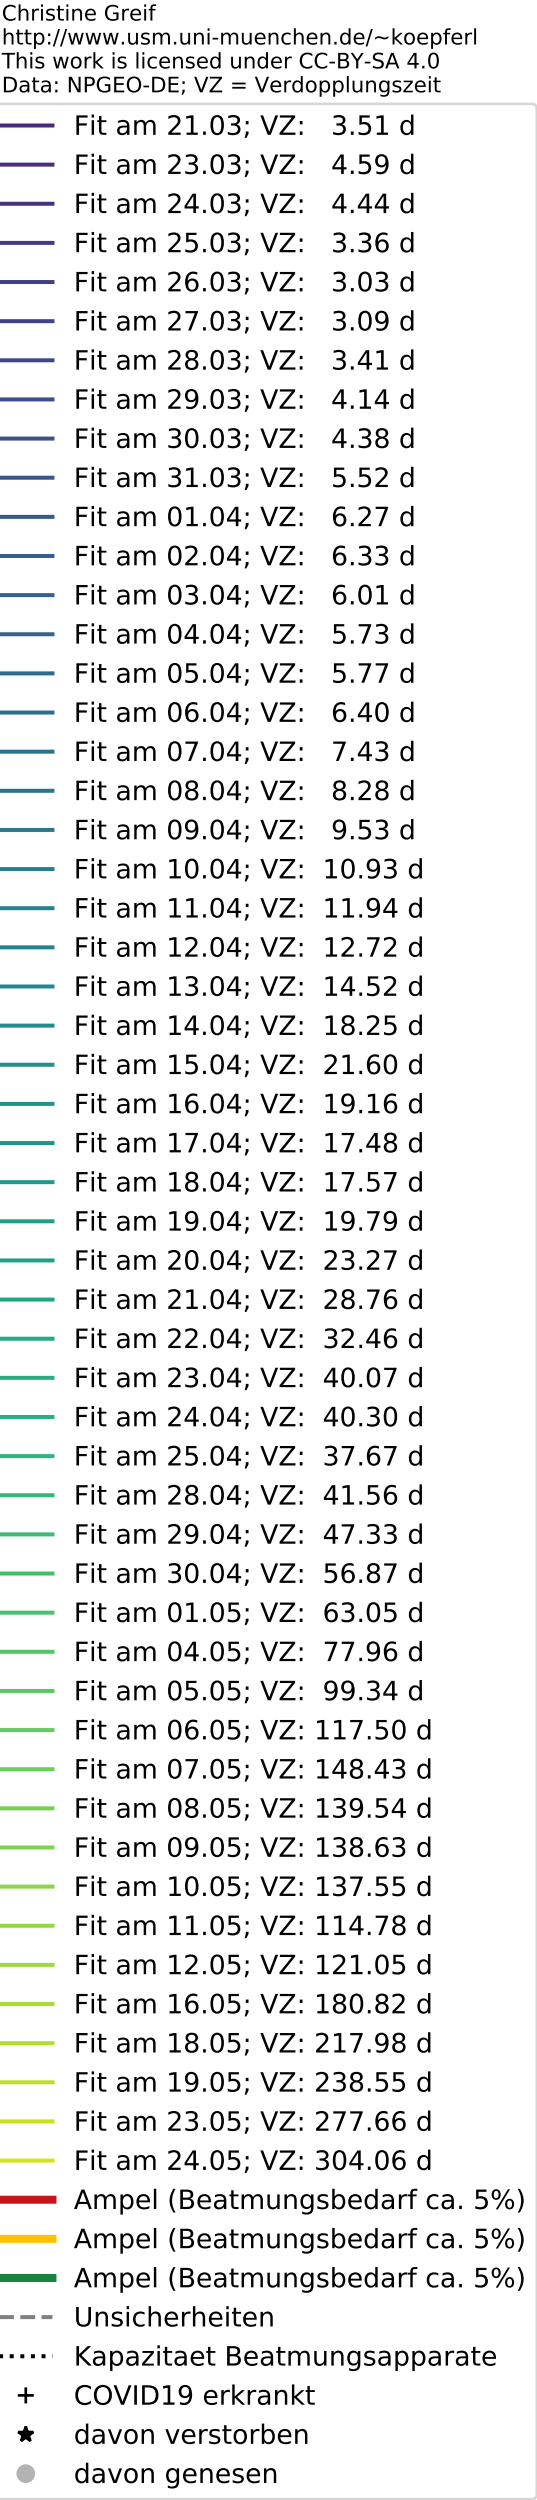 Christine Greif
http://www.usm.uni-muenchen.de/~koepferl
This work is licensed under CC-BY-SA 4.0
Data: NPGEO-DE; VZ = Verdopplungszeit
Fit am 21.03; VZ: 3.51 d
Fit am 23.03; VZ: 4.59 d
Fit am 24.03; VZ: 4.44 d
Fit am 25.03; VZ: 3.36 d
Fit am 26.03; VZ: 3.03 d
Fit am 27.03; VZ: 3.09 d
Fit am 28.03; VZ: 3.41 d
Fit am 29.03; VZ: 4.14 d
Fit am 30.03; VZ: 4.38 d
Fit am 31.03; VZ: 5.52 d
Fit am 01.04; VZ: 6.27 d
Fit am 02.04; VZ: 6.33 d
Fit am 03.04; VZ: 6.01 d
Fit am 04.04; VZ: 5.73 d
Fit am 05.04; VZ: 5.77 d
Fit am 06.04; VZ: 6.40 d
Fit am 07.04; VZ: 7.43 d
Fit am 08.04; VZ: 8.28 d
Fit am 09.04; VZ: 9.53 d
Fit am 10.04; VZ: 10.93 d
Fit am 11.04; VZ: 11.94 d
Fit am 12.04; VZ: 12.72 d
Fit am 13.04; VZ: 14.52 d
Fit am 14.04; VZ: 18.25 d
Fit am 15.04; VZ: 21.60 d
Fit am 16.04; VZ: 19.16 d
Fit am 17.04; VZ: 17.48 d
Fit am 18.04; VZ: 17.57 d
Fit am 19.04; VZ: 19.79 d
Fit am 20.04; VZ: 23.27 d
Fit am 21.04; VZ: 28.76 d
Fit am 22.04; VZ: 32.46 d
Fit am 23.04; VZ: 40.07 d
Fit am 24.04; VZ: 40.30 d
Fit am 25.04; VZ: 37.67 d
Fit am 28.04; VZ: 41.56 d
Fit am 29.04; VZ: 47.33 d
Fit am 30.04; VZ: 56.87 d
Fit am 01.05; VZ: 63.05 d
Fit am 04.05; VZ: 77.96 d
Fit am 05.05; VZ: 99.34 d
Fit am 06.05; VZ: 117.50 d
Fit am 07.05; VZ: 148.43 d
Fit am 08.05; VZ: 139.54 d
Fit am 09.05; VZ: 138.63 d
Fit am 10.05; VZ: 137.55 d
Fit am 11.05; VZ: 114.78 d
Fit am 12.05; VZ: 121.05 d
Fit am 16.05; VZ: 180.82 d
Fit am 18.05; VZ: 217.98 d
Fit am 19.05; VZ: 238.55 d
Fit am 23.05; VZ: 277.66 d
Fit am 24.05; VZ: 304.06 d
Ampel (Beatmungsbedarf ca. 5%)
Ampel (Beatmungsbedarf ca. 5%)
Ampel (Beatmungsbedarf ca. 5%)
Unsicherheiten
Kapazitaet Beatmungsapparate
COVID19 erkrankt
davon verstorben
davon genesen